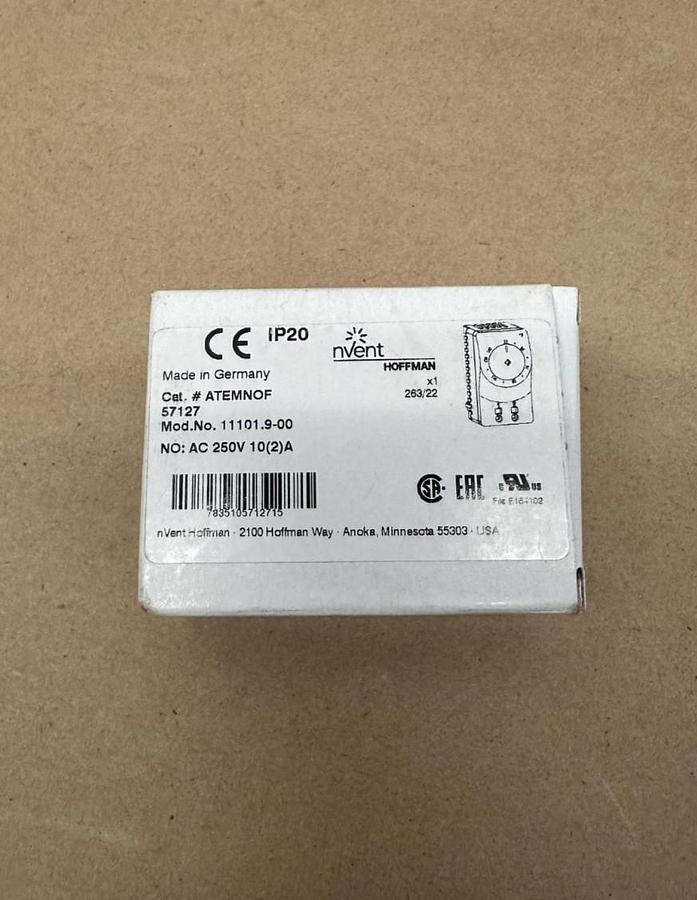 CE IP20
nVent
HOFFMAN
Made in Germany
x1
Cat. # ATEMNOF
263/22
57127
Mod.No. 11101.9-00
NO: AC 250V 10(2)A
EAC
c us
7835105712715
nVent Hoffman · 2100 Hoffman Way · Anoka, Minnesota 55303 · USA